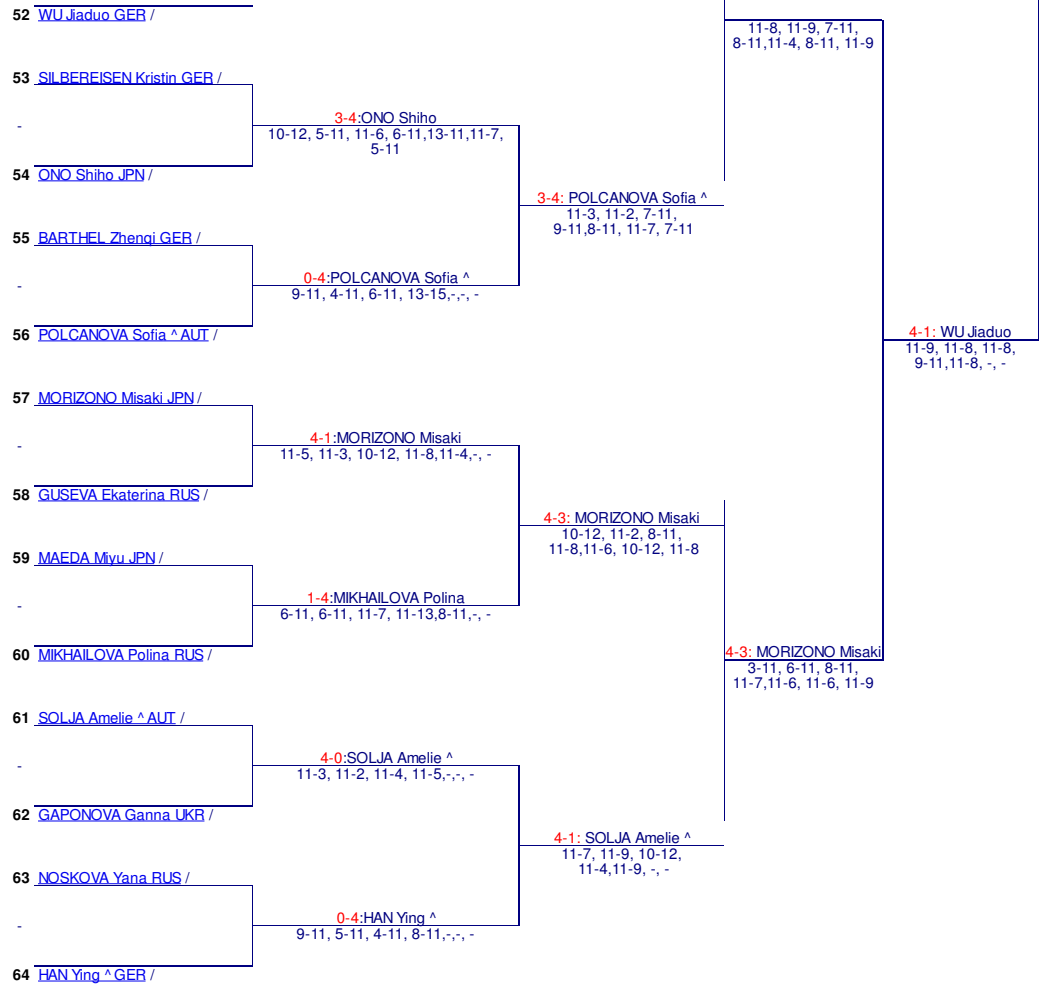 52 WU Jiaduo GER /
11-8, 11-9, 7-11,
8-11,11-4, 8-11, 11-9
53 SILBEREISEN Kristin GER /
-
3-4:ONO Shiho
10-12, 5-11, 11-6, 6-11,13-11,11-7,
5-11
54 ONO Shiho JPN /
3-4: POLCANOVA Sofia ^
11-3, 11-2, 7-11,
9-11,8-11, 11-7, 7-11
55 BARTHEL Zhenqi GER /
-
0-4:POLCANOVA Sofia ^
9-11, 4-11, 6-11, 13-15,-,-, -
56 POLCANOVA Sofia ^ AUT /
4-1: WU Jiaduo
11-9, 11-8, 11-8,
9-11,11-8, -, -
57 MORIZONO Misaki JPN /
-
4-1:MORIZONO Misaki
11-5, 11-3, 10-12, 11-8,11-4,-, -
58 GUSEVA Ekaterina RUS /
4-3: MORIZONO Misaki
10-12, 11-2, 8-11,
11-8,11-6, 10-12, 11-8
59 MAEDA Miyu JPN /
-
1-4:MIKHAILOVA Polina
6-11, 6-11, 11-7, 11-13,8-11,-, -
60 MIKHAILOVA Polina RUS /
4-3: MORIZONO Misaki
3-11, 6-11, 8-11,
11-7,11-6, 11-6, 11-9
61 SOLJA Amelie ^ AUT /
-
4-0:SOLJA Amelie ^
11-3, 11-2, 11-4, 11-5,-,-, -
62 GAPONOVA Ganna UKR /
4-1: SOLJA Amelie ^
11-7, 11-9, 10-12,
11-4,11-9, -, -
63 NOSKOVA Yana RUS /
-
0-4:HAN Ying ^
9-11, 5-11, 4-11, 8-11,-,-, -
64 HAN Ying ^ GER /